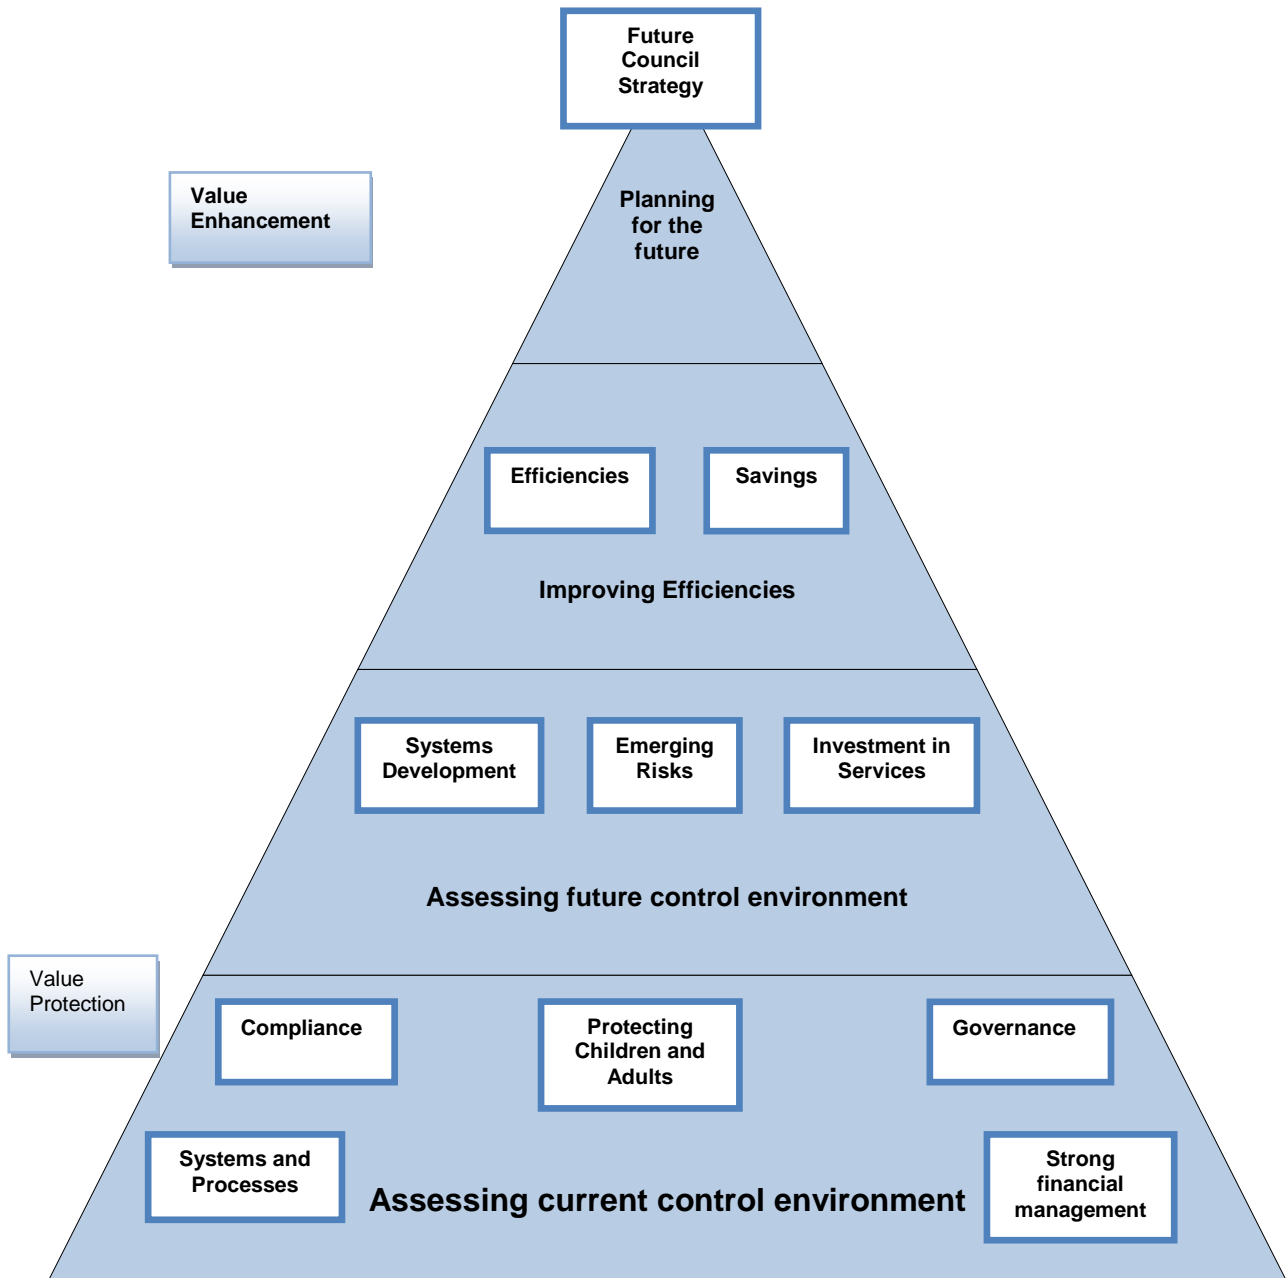 Future
Council
Strategy
Value
Enhancement
Planning
for the
future
Efficiencies
Savings
Improving Efficiencies
Systems
Development
Emerging
Risks
Investment in
Services
Assessing future control environment
Value
Protection
Compliance
Protecting
Children and
Adults
Governance
Systems and
Processes
Strong
financial
management
Assessing current control environment